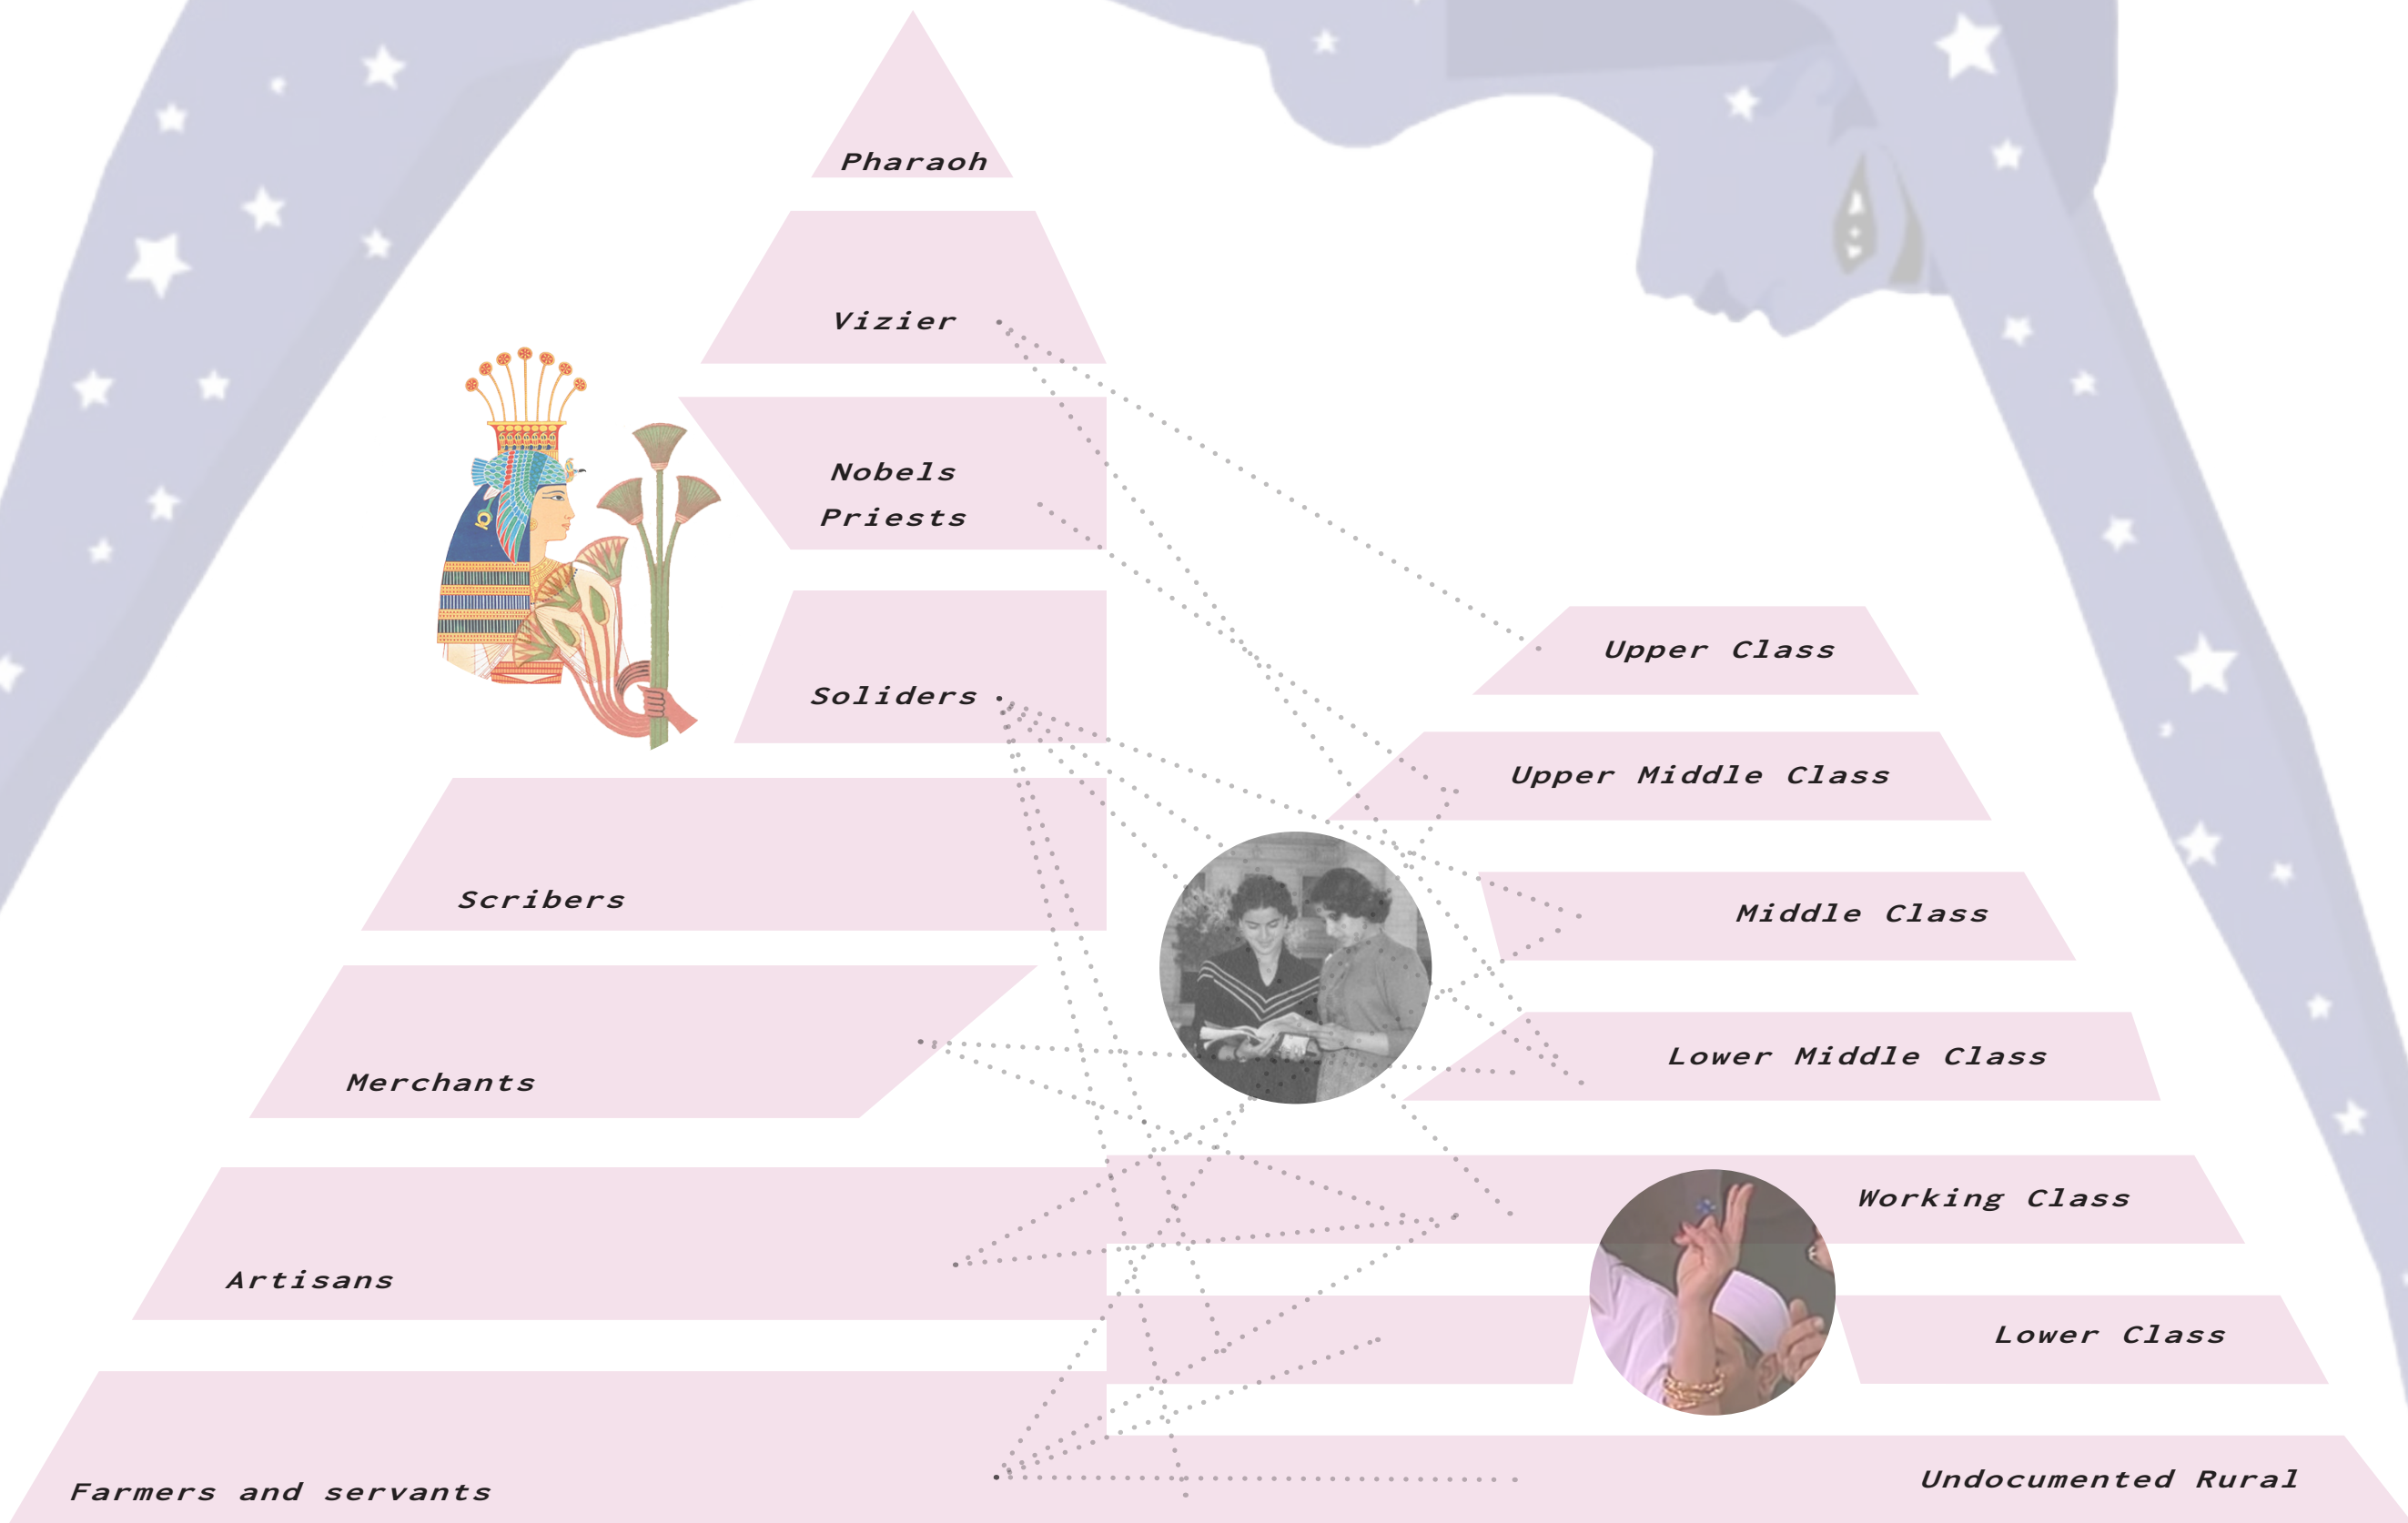 Pharaoh
Vizier
Nobels
Priests
Soliders
Scribers
Merchants
Artisans
Farmers and servants
Upper Class
Upper Middle Class
Middle Class
Lower Middle Class
Working Class
Lower Class
Undocumented Rural